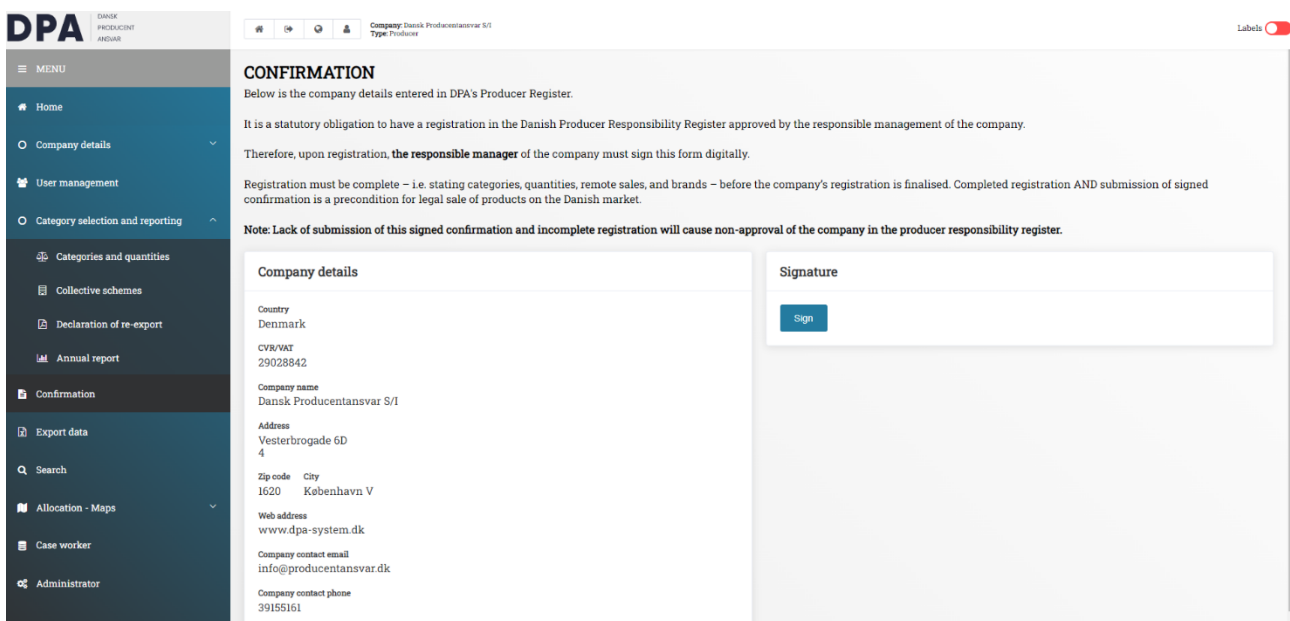 DPA
DANSK
PRODUCENT
ANSVAR
Company: Dansk Producentansvar S/I
Type: Producer
Labels
MENU
Home
Company details
User management
Category selection and reporting
Categories and quantities
Collective schemes
Declaration of re-export
Annual report
Confirmation
Export data
Search
Allocation - Maps
Case worker
Administrator
CONFIRMATION
Below is the company details entered in DPA's Producer Register.
It is a statutory obligation to have a registration in the Danish Producer Responsibility Register approved by the responsible management of the company.
Therefore, upon registration, the responsible manager of the company must sign this form digitally.
Registration must be complete – i.e. stating categories, quantities, remote sales, and brands – before the company's registration is finalised. Completed registration AND submission of signed
confirmation is a precondition for legal sale of products on the Danish market.
Note: Lack of submission of this signed confirmation and incomplete registration will cause non-approval of the company in the producer responsibility register.
Company details
Country
Denmark
CVR/VAT
29028842
Company name
Dansk Producentansvar S/I
Address
Vesterbrogade 6D
4
Zip code City
1620 København V
Web address
www.dpa-system.dk
Company contact email
info@producentansvar.dk
Company contact phone
39155161
Signature
Sign